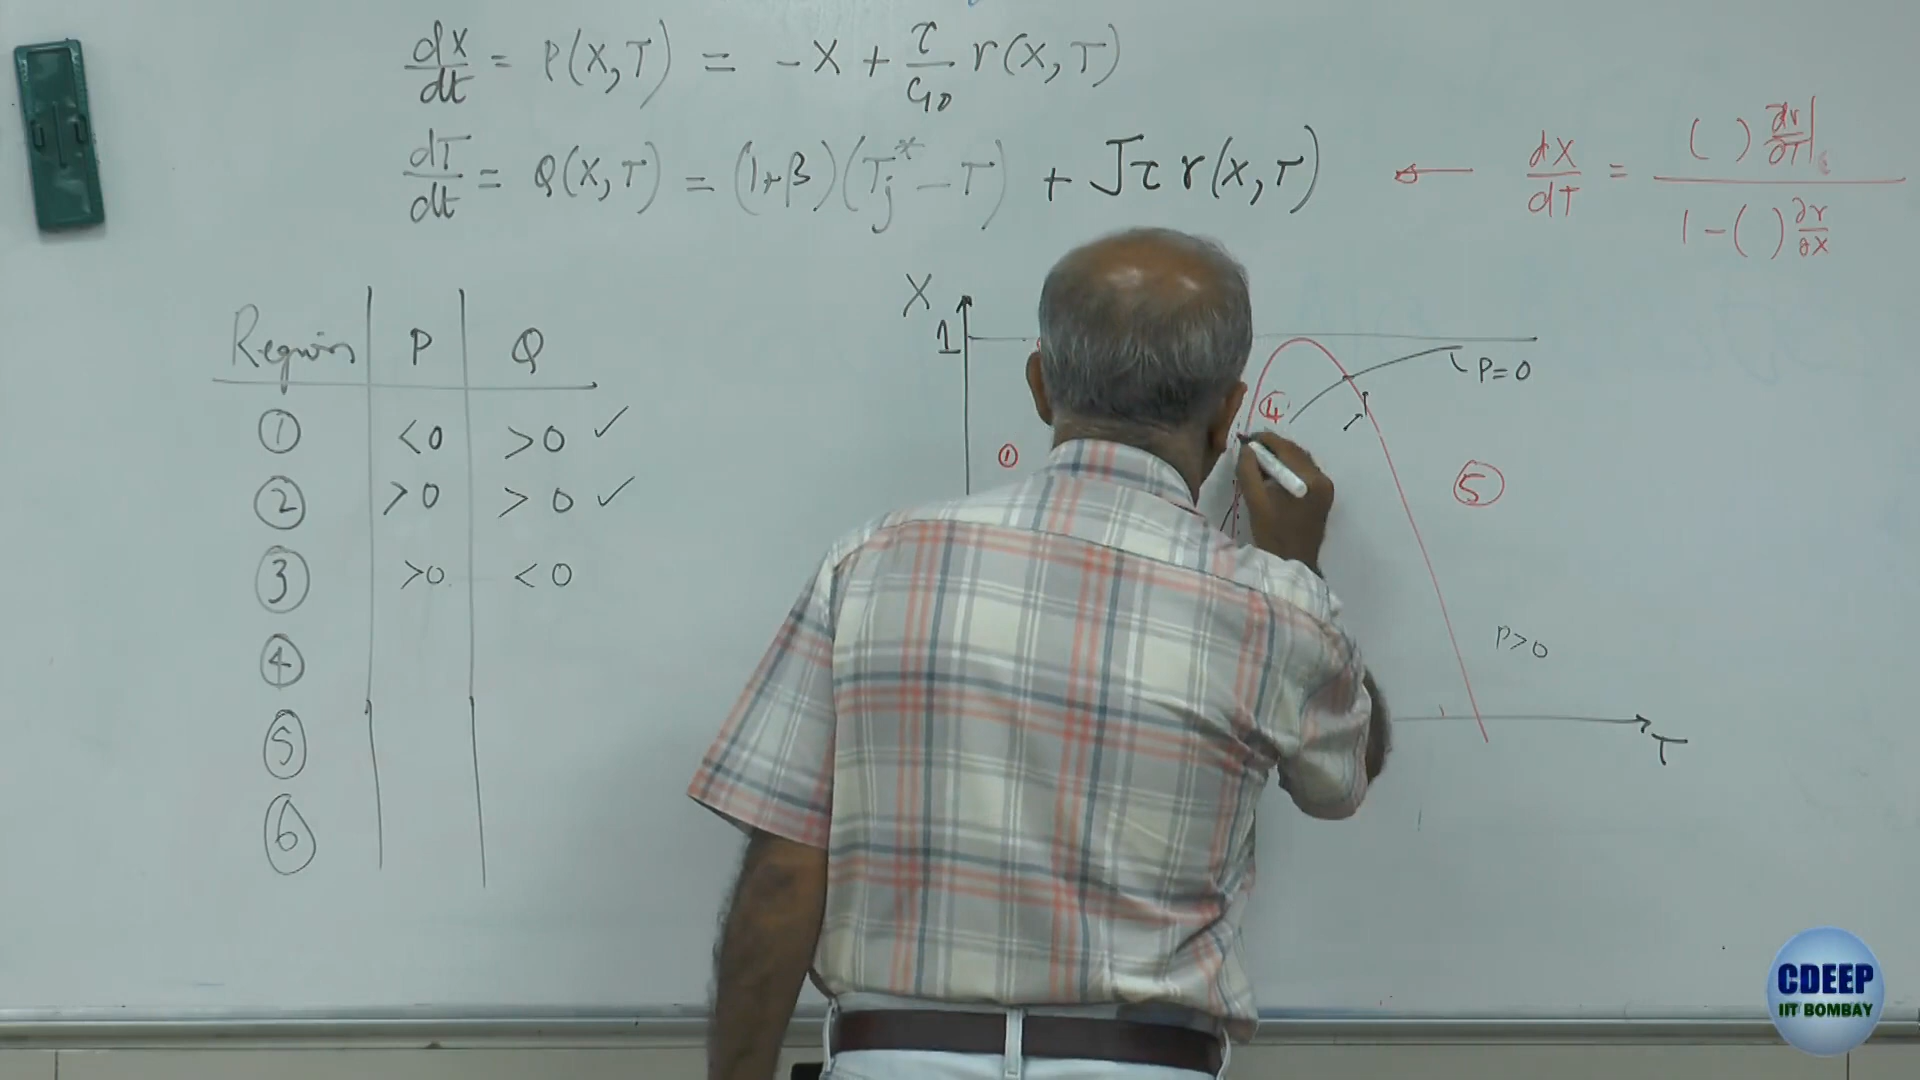 dX/dt = P(X,T) = -X + τ/C_A0 r(X,T)
dT/dt = Q(X,T) = (1+β)(Tj* - T) + Jτ r(X,T)
← dX/dT = ( ) ∂r/∂T| / 1-( ) ∂r/∂X
Region P Q
① <0 >0 ✓
② >0 >0 ✓
③ >0 <0
④
⑤
⑥
X
1
P=0
④
①
⑤
P>0
T
CDEEP
IIT BOMBAY